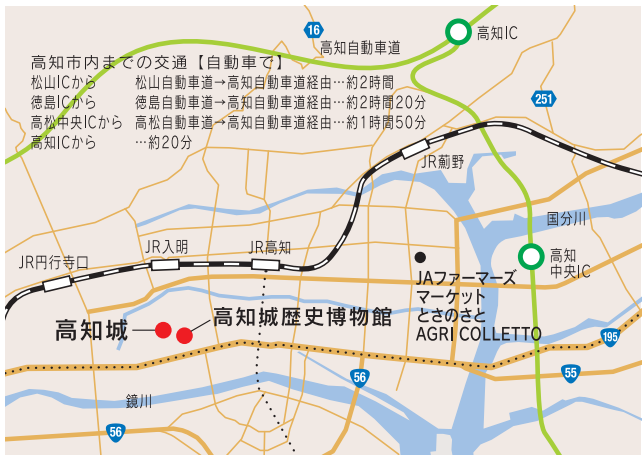 16
高知自動車道
高知IC
高知市内までの交通【自動車で】
松山ICから 松山自動車道→高知自動車道経由…約2時間
徳島ICから 徳島自動車道→高知自動車道経由…約2時間20分
高松中央ICから 高松自動車道→高知自動車道経由…約1時間50分
高知ICから …約20分
251
JR薊野
国分川
JR円行寺口
JR入明
JR高知
高知
中央IC
JAファーマーズ
マーケット
とさのさと
AGRI COLLETTO
高知城
高知城歴史博物館
195
56
55
鏡川
56